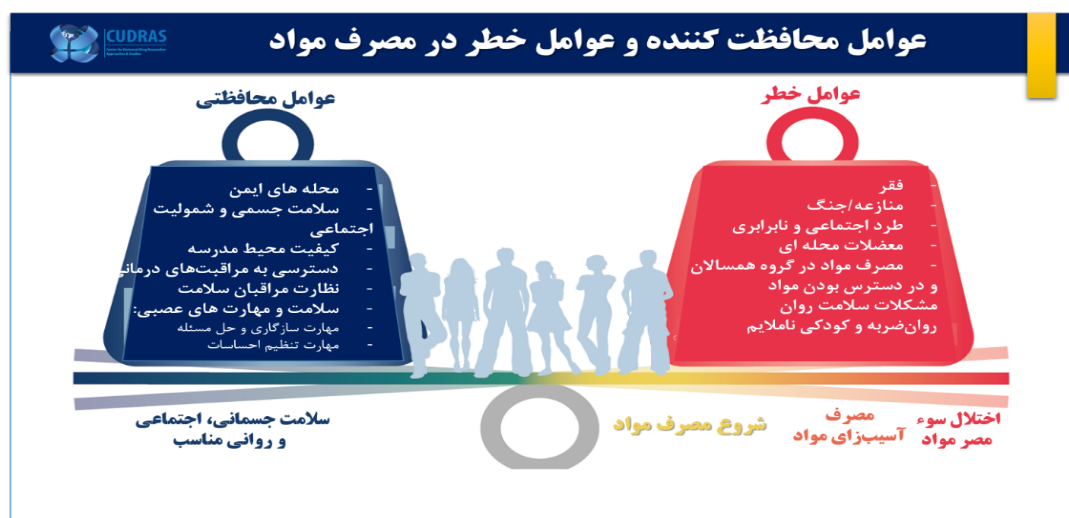 عوامل محافظت کننده و عوامل خطر در مصرف مواد
CUDRAS
عوامل خطر
- فقر
- منازعه/جنگ
- طرد اجتماعی و نابرابری
- معضلات محله ای
- مصرف مواد در گروه همسالان
- و در دسترس بودن مواد
مشکلات سلامت روان
روان‌ضربه و کودکی ناملایم
عوامل محافظتی
- محله های ایمن
- سلامت جسمی و شمولیت
اجتماعی
- کیفیت محیط مدرسه
- دسترسی به مراقبت‌های درمانی
- نظارت مراقبان سلامت
- سلامت و مهارت های عصبی:
- مهارت سازگاری و حل مسئله
- مهارت تنظیم احساسات
اختلال سوء
مصر مواد
مصرف
آسیب‌زای مواد
شروع مصرف مواد
سلامت جسمانی، اجتماعی
و روانی مناسب